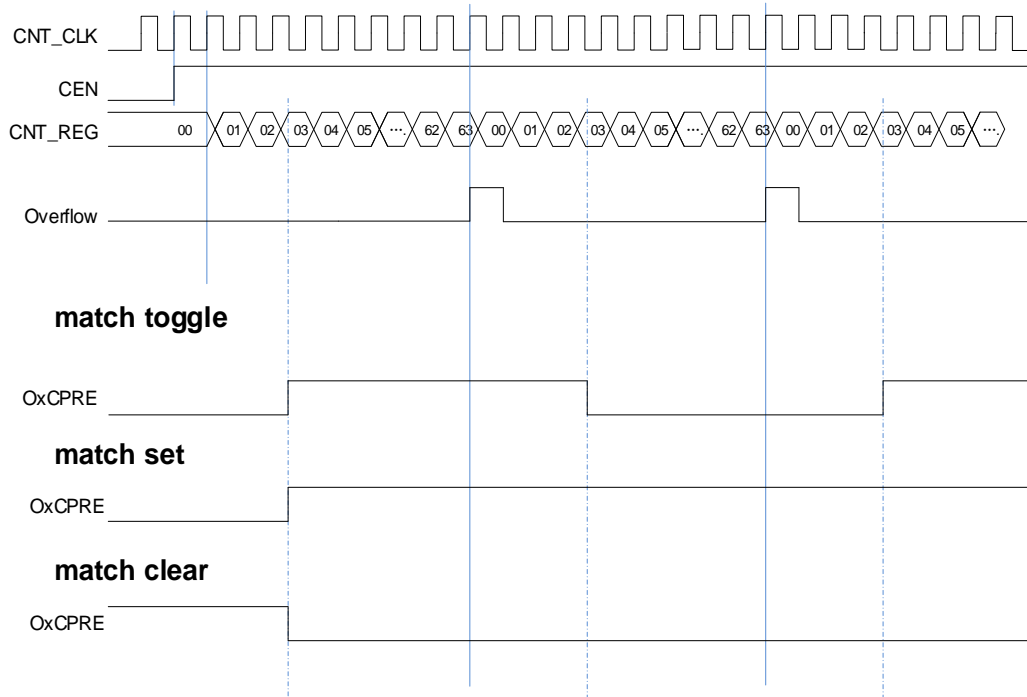 CNT_CLK
CEN
CNT_REG 00 01 02 03 04 05 .... 62 63 00 01 02 03 04 05 .... 62 63 00 01 02 03 04 05 ....
Overflow
match toggle
OxCPRE
match set
OxCPRE
match clear
OxCPRE